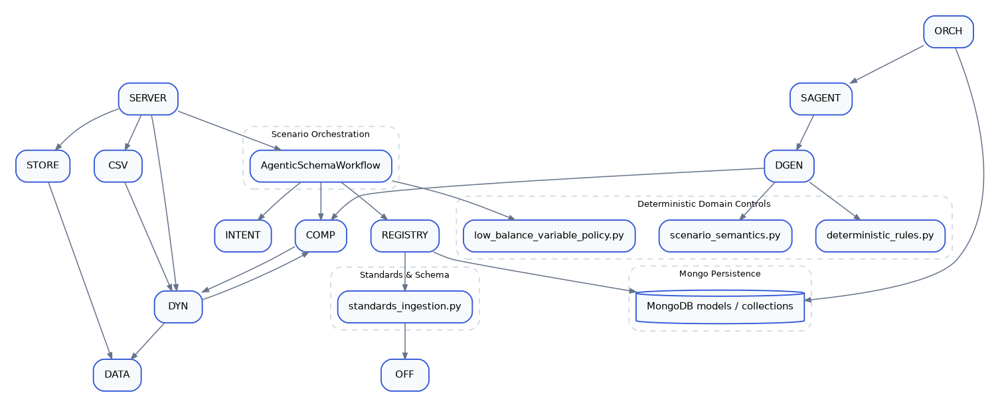 ORCH
SERVER
SAGENT
Scenario Orchestration
STORE
CSV
AgenticSchemaWorkflow
DGEN
Deterministic Domain Controls
INTENT
COMP
REGISTRY
low_balance_variable_policy.py
scenario_semantics.py
deterministic_rules.py
Standards & Schema
Mongo Persistence
DYN
standards_ingestion.py
MongoDB models / collections
DATA
OFF